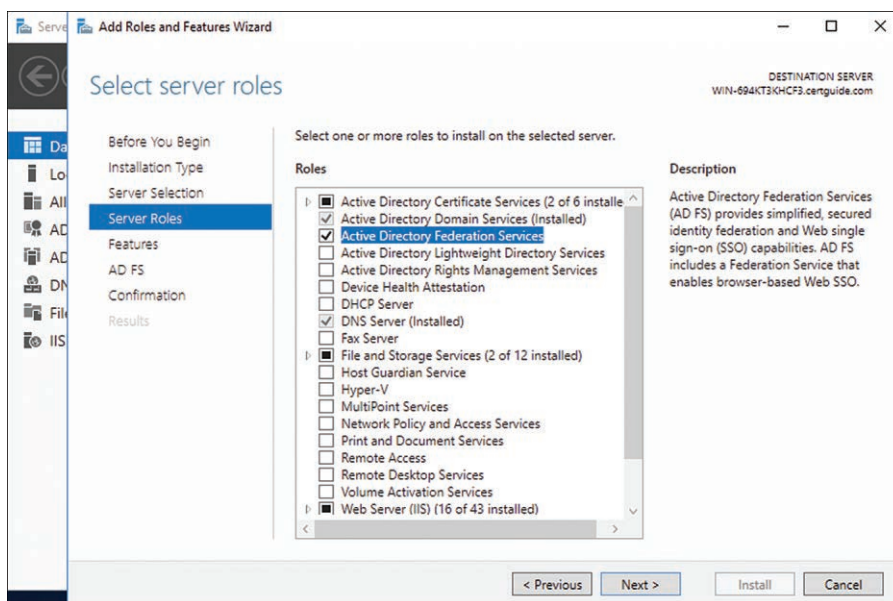 Serve
Add Roles and Features Wizard
Select server roles
DESTINATION SERVER
WIN-694KT3KHCF3.certguide.com
Da
Lo
All
AD
AD
DN
File
IIS
Before You Begin
Installation Type
Server Selection
Server Roles
Features
AD FS
Confirmation
Results
Select one or more roles to install on the selected server.
Roles
Active Directory Certificate Services (2 of 6 installe
Active Directory Domain Services (Installed)
Active Directory Federation Services
Active Directory Lightweight Directory Services
Active Directory Rights Management Services
Device Health Attestation
DHCP Server
DNS Server (Installed)
Fax Server
File and Storage Services (2 of 12 installed)
Host Guardian Service
Hyper-V
MultiPoint Services
Network Policy and Access Services
Print and Document Services
Remote Access
Remote Desktop Services
Volume Activation Services
Web Server (IIS) (16 of 43 installed)
Description
Active Directory Federation Services
(AD FS) provides simplified, secured
identity federation and Web single
sign-on (SSO) capabilities. AD FS
includes a Federation Service that
enables browser-based Web SSO.
< Previous
Next >
Install
Cancel